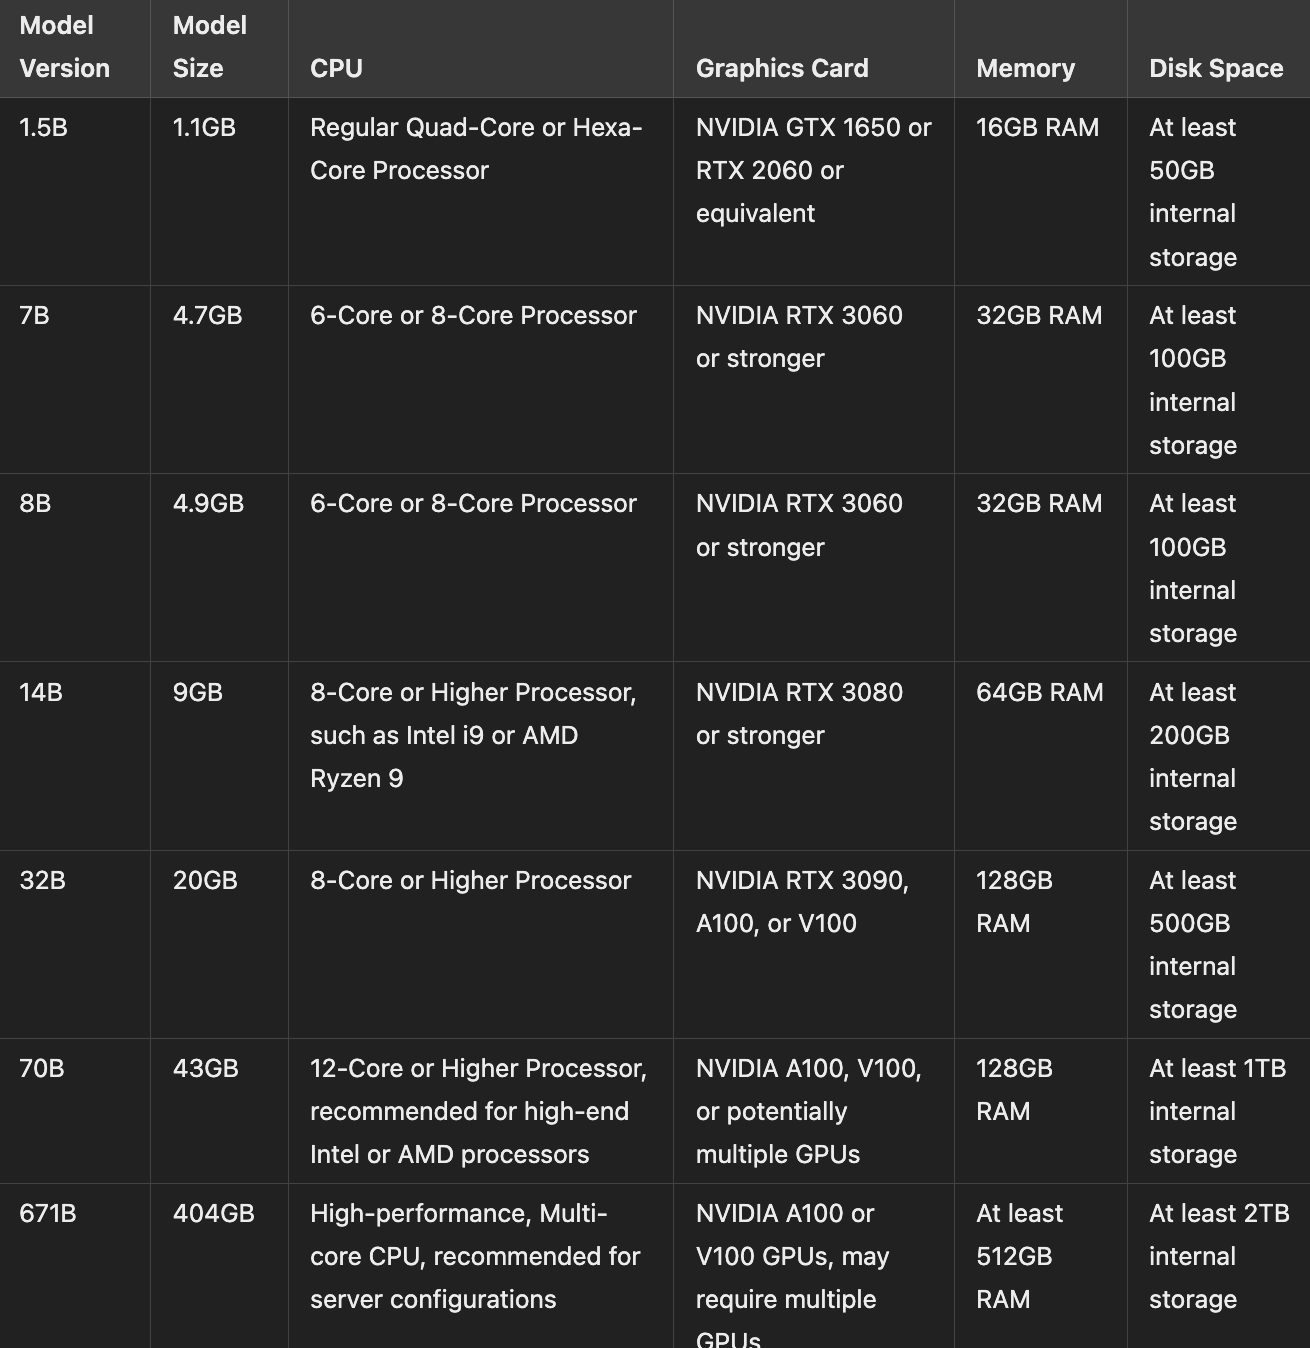 Model Version
Model Size
CPU
Graphics Card
Memory
Disk Space
1.5B
1.1GB
Regular Quad-Core or Hexa-
Core Processor
NVIDIA GTX 1650 or
RTX 2060 or
equivalent
16GB RAM
At least
50GB
internal
storage
7B
4.7GB
6-Core or 8-Core Processor
NVIDIA RTX 3060
or stronger
32GB RAM
At least
100GB
internal
storage
8B
4.9GB
6-Core or 8-Core Processor
NVIDIA RTX 3060
or stronger
32GB RAM
At least
100GB
internal
storage
14B
9GB
8-Core or Higher Processor,
such as Intel i9 or AMD
Ryzen 9
NVIDIA RTX 3080
or stronger
64GB RAM
At least
200GB
internal
storage
32B
20GB
8-Core or Higher Processor
NVIDIA RTX 3090,
A100, or V100
128GB
RAM
At least
500GB
internal
storage
70B
43GB
12-Core or Higher Processor,
recommended for high-end
Intel or AMD processors
NVIDIA A100, V100,
or potentially
multiple GPUs
128GB
RAM
At least 1TB
internal
storage
671B
404GB
High-performance, Multi-
core CPU, recommended for
server configurations
NVIDIA A100 or
V100 GPUs, may
require multiple
GPUs
At least
512GB
RAM
At least 2TB
internal
storage